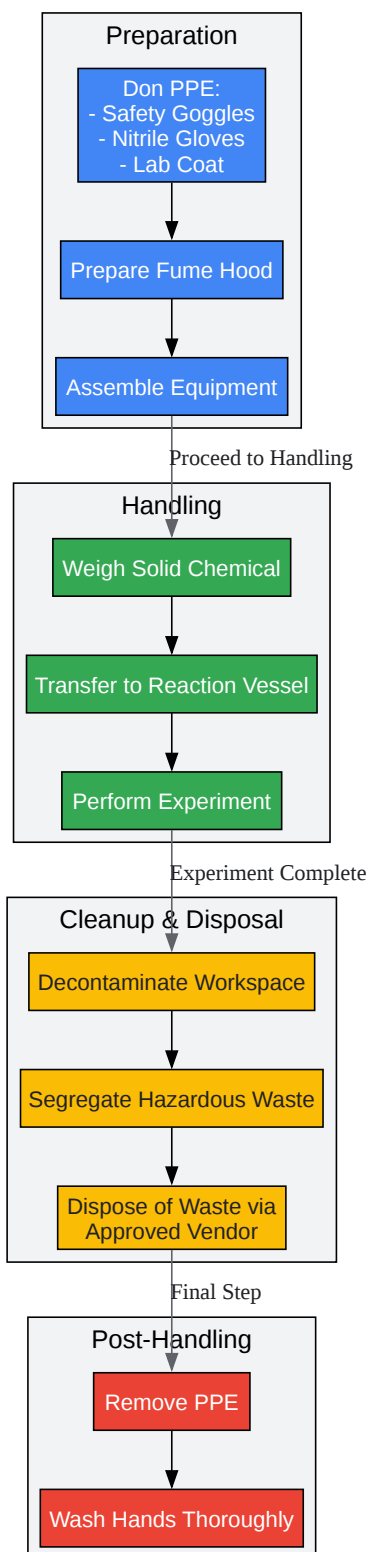 Preparation
Don PPE:
- Safety Goggles
- Nitrile Gloves
- Lab Coat
Prepare Fume Hood
Assemble Equipment
Proceed to Handling
Handling
Weigh Solid Chemical
Transfer to Reaction Vessel
Perform Experiment
Experiment Complete
Cleanup & Disposal
Decontaminate Workspace
Segregate Hazardous Waste
Dispose of Waste via
Approved Vendor
Final Step
Post-Handling
Remove PPE
Wash Hands Thoroughly